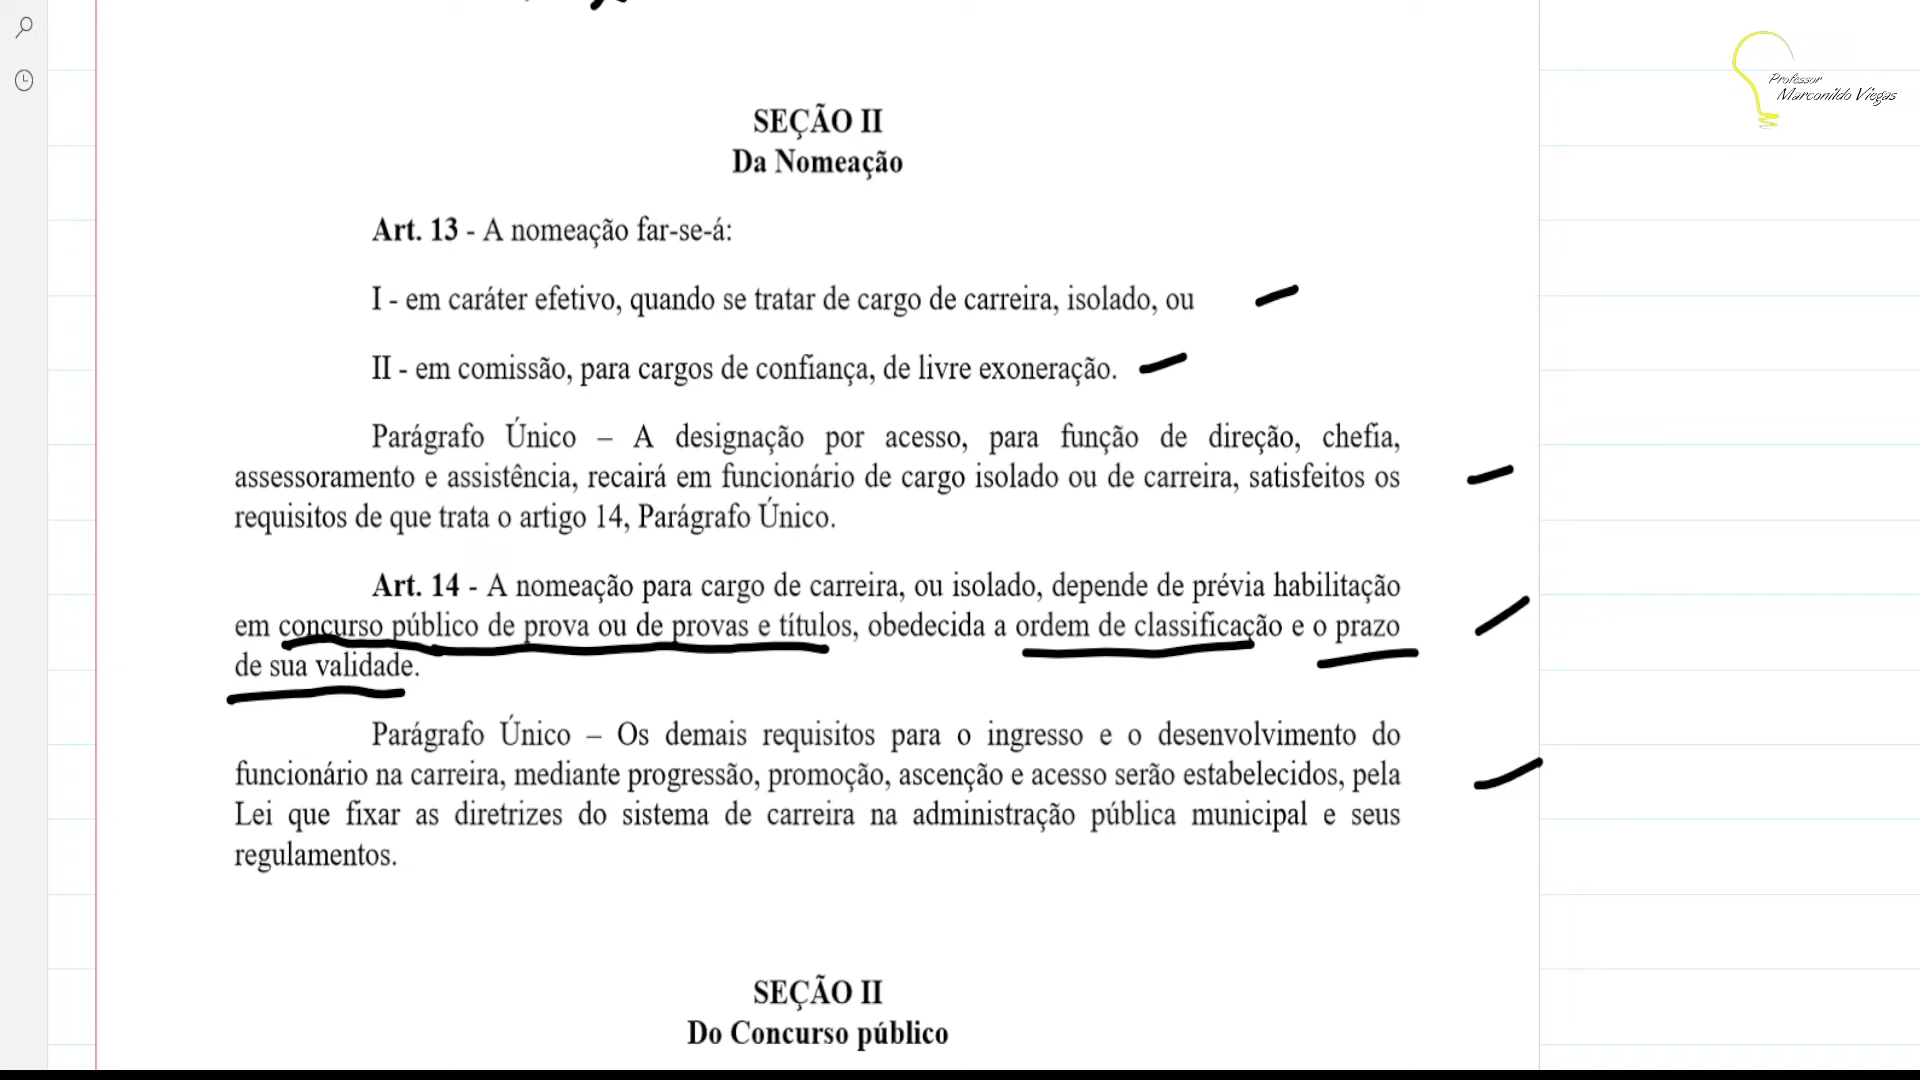 Professor
Marconildo Viegas
SEÇÃO II
Da Nomeação
Art. 13 - A nomeação far-se-á:
I - em caráter efetivo, quando se tratar de cargo de carreira, isolado, ou
II - em comissão, para cargos de confiança, de livre exoneração.
Parágrafo Único – A designação por acesso, para função de direção, chefia,
assessoramento e assistência, recairá em funcionário de cargo isolado ou de carreira, satisfeitos os
requisitos de que trata o artigo 14, Parágrafo Único.
Art. 14 - A nomeação para cargo de carreira, ou isolado, depende de prévia habilitação
em concurso público de prova ou de provas e títulos, obedecida a ordem de classificação e o prazo
de sua validade.
Parágrafo Único – Os demais requisitos para o ingresso e o desenvolvimento do
funcionário na carreira, mediante progressão, promoção, ascenção e acesso serão estabelecidos, pela
Lei que fixar as diretrizes do sistema de carreira na administração pública municipal e seus
regulamentos.
SEÇÃO II
Do Concurso público